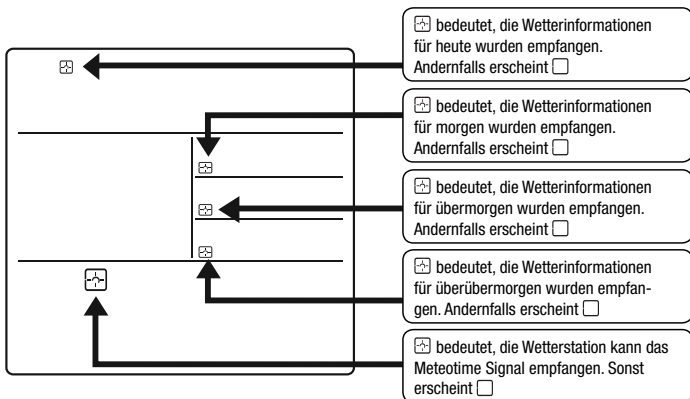 bedeutet, die Wetterinformationen
für heute wurden empfangen.
Andernfalls erscheint
bedeutet, die Wetterinformationen
für morgen wurden empfangen.
Andernfalls erscheint
bedeutet, die Wetterinformationen
für übermorgen wurden empfangen.
Andernfalls erscheint
bedeutet, die Wetterinformationen
für überübermorgen wurden empfan-
gen. Andernfalls erscheint
bedeutet, die Wetterstation kann das
Meteotime Signal empfangen. Sonst
erscheint